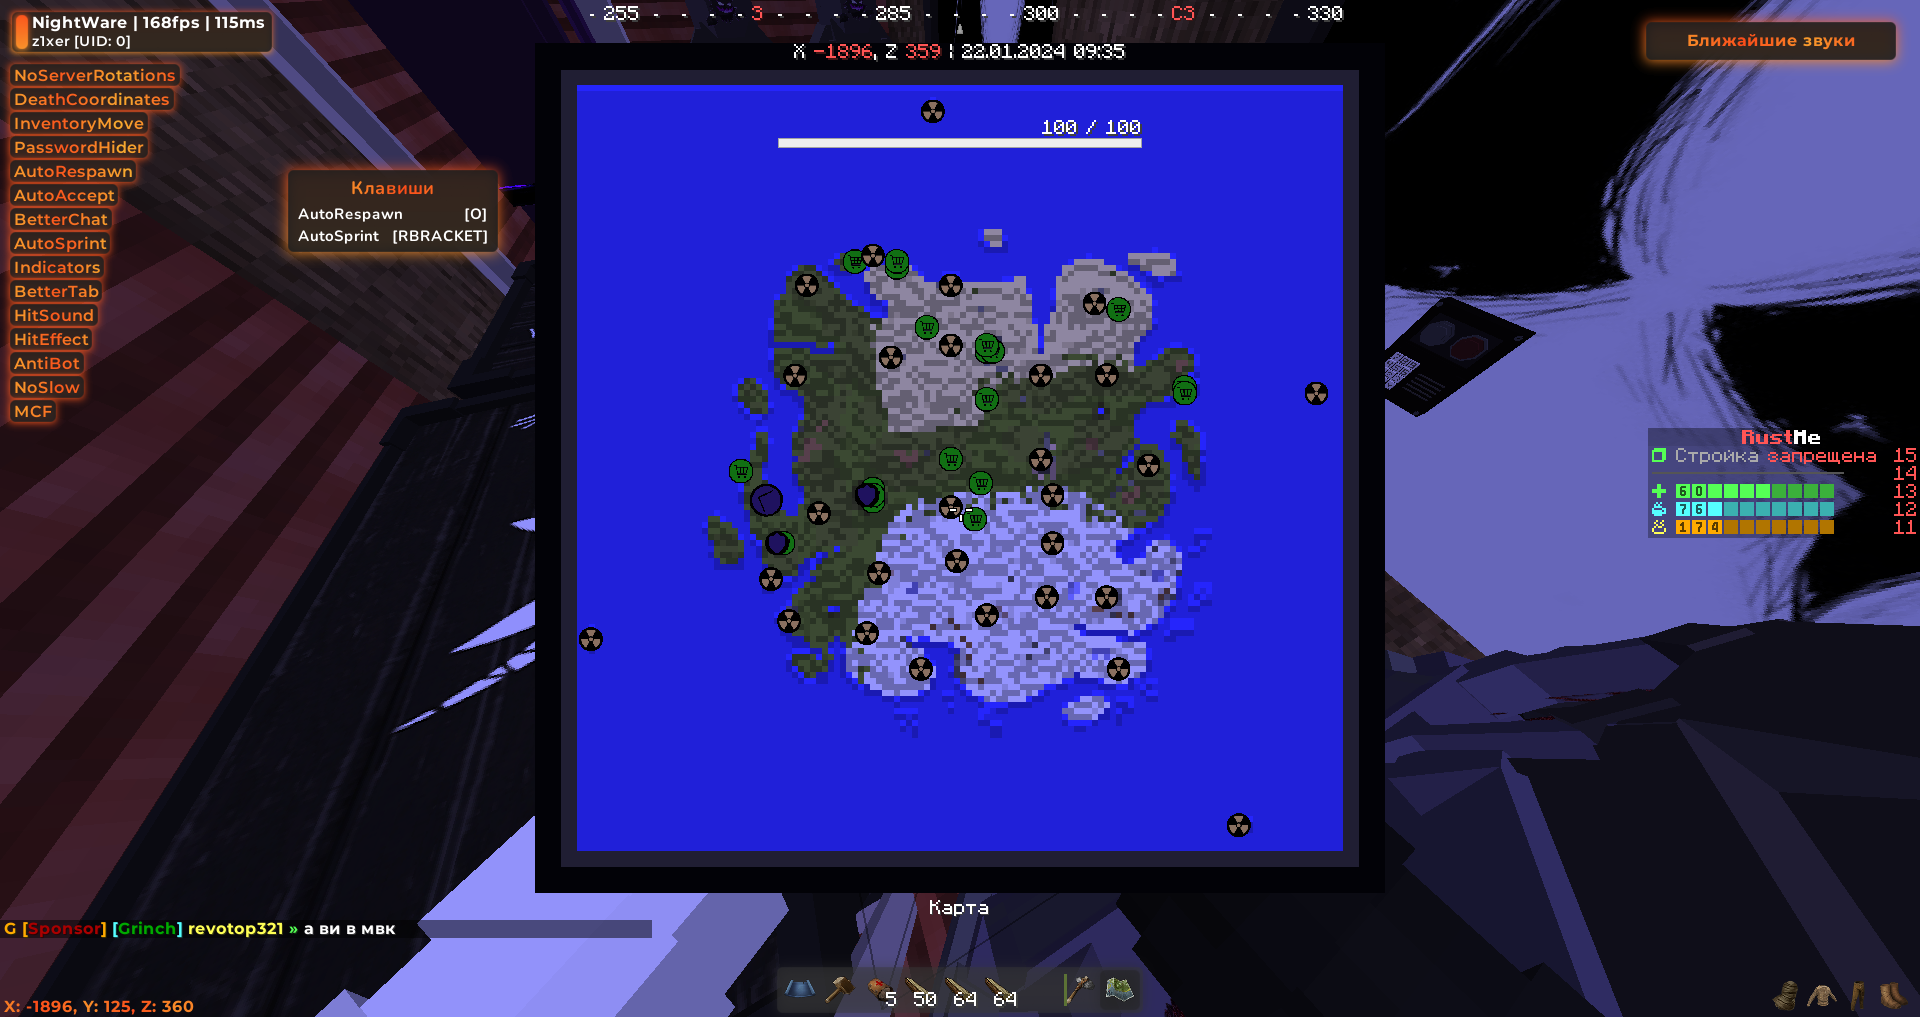 NightWare | 168fps | 115ms
z1xer [UID: 0]
NoServerRotations
DeathCoordinates
InventoryMove
PasswordHider
AutoRespawn
AutoAccept
BetterChat
AutoSprint
Indicators
BetterTab
HitSound
HitEffect
AntiBot
NoSlow
MCF
Клавиши
AutoRespawn [O]
AutoSprint [RBRACKET]
255 З 285 300 СЗ 330
X -1896, Z 359 | 22.01.2024 09:35
100 / 100
Ближайшие звуки
RustMe
Стройка запрещена 15
14
60 13
76 12
174 11
Карта
G [Sponsor] [Grinch] revotop321 » а ви в мвк
5 50 64 64
X: -1896, Y: 125, Z: 360